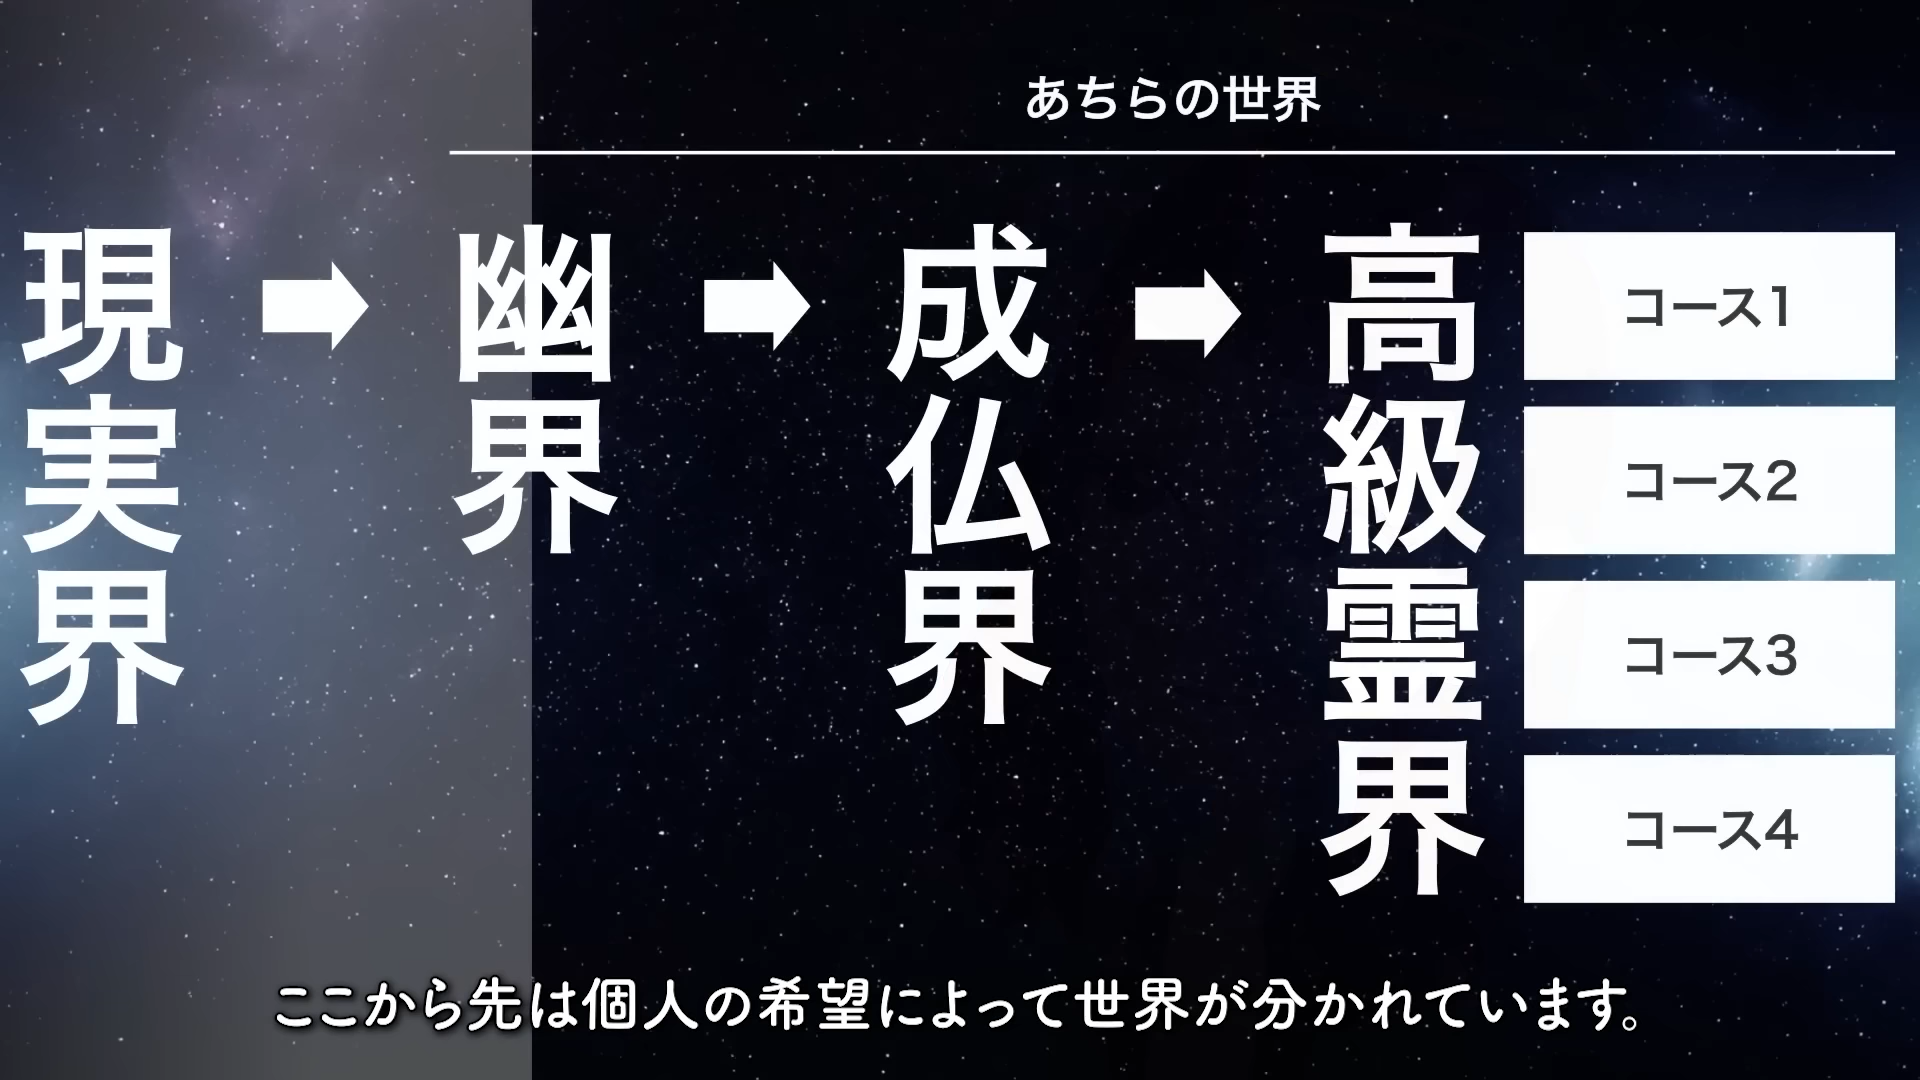 あちらの世界
現実界
➡
幽界
➡
成仏界
➡
高級霊界
コース1
コース2
コース3
コース4
ここから先は個人の希望によって世界が分かれています。